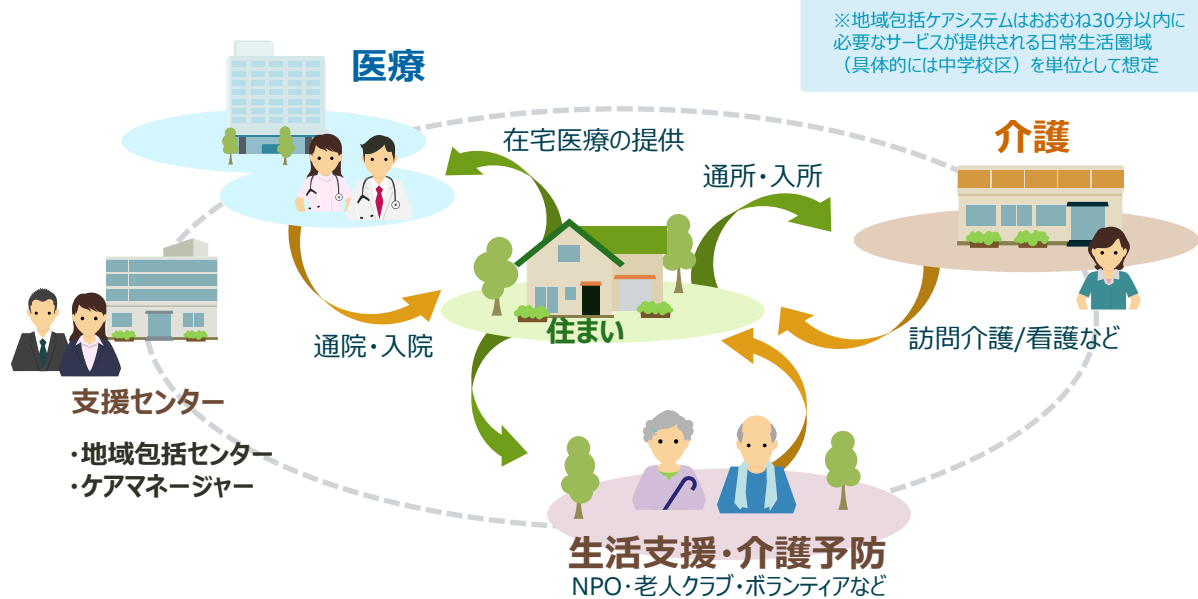 ※地域包括ケアシステムはおおむね30分以内に
必要なサービスが提供される日常生活圏域
（具体的には中学校区）を単位として想定
医療
在宅医療の提供
介護
通所・入所
住まい
通院・入院
訪問介護/看護など
支援センター
・地域包括センター
・ケアマネージャー
生活支援・介護予防
NPO・老人クラブ・ボランティアなど